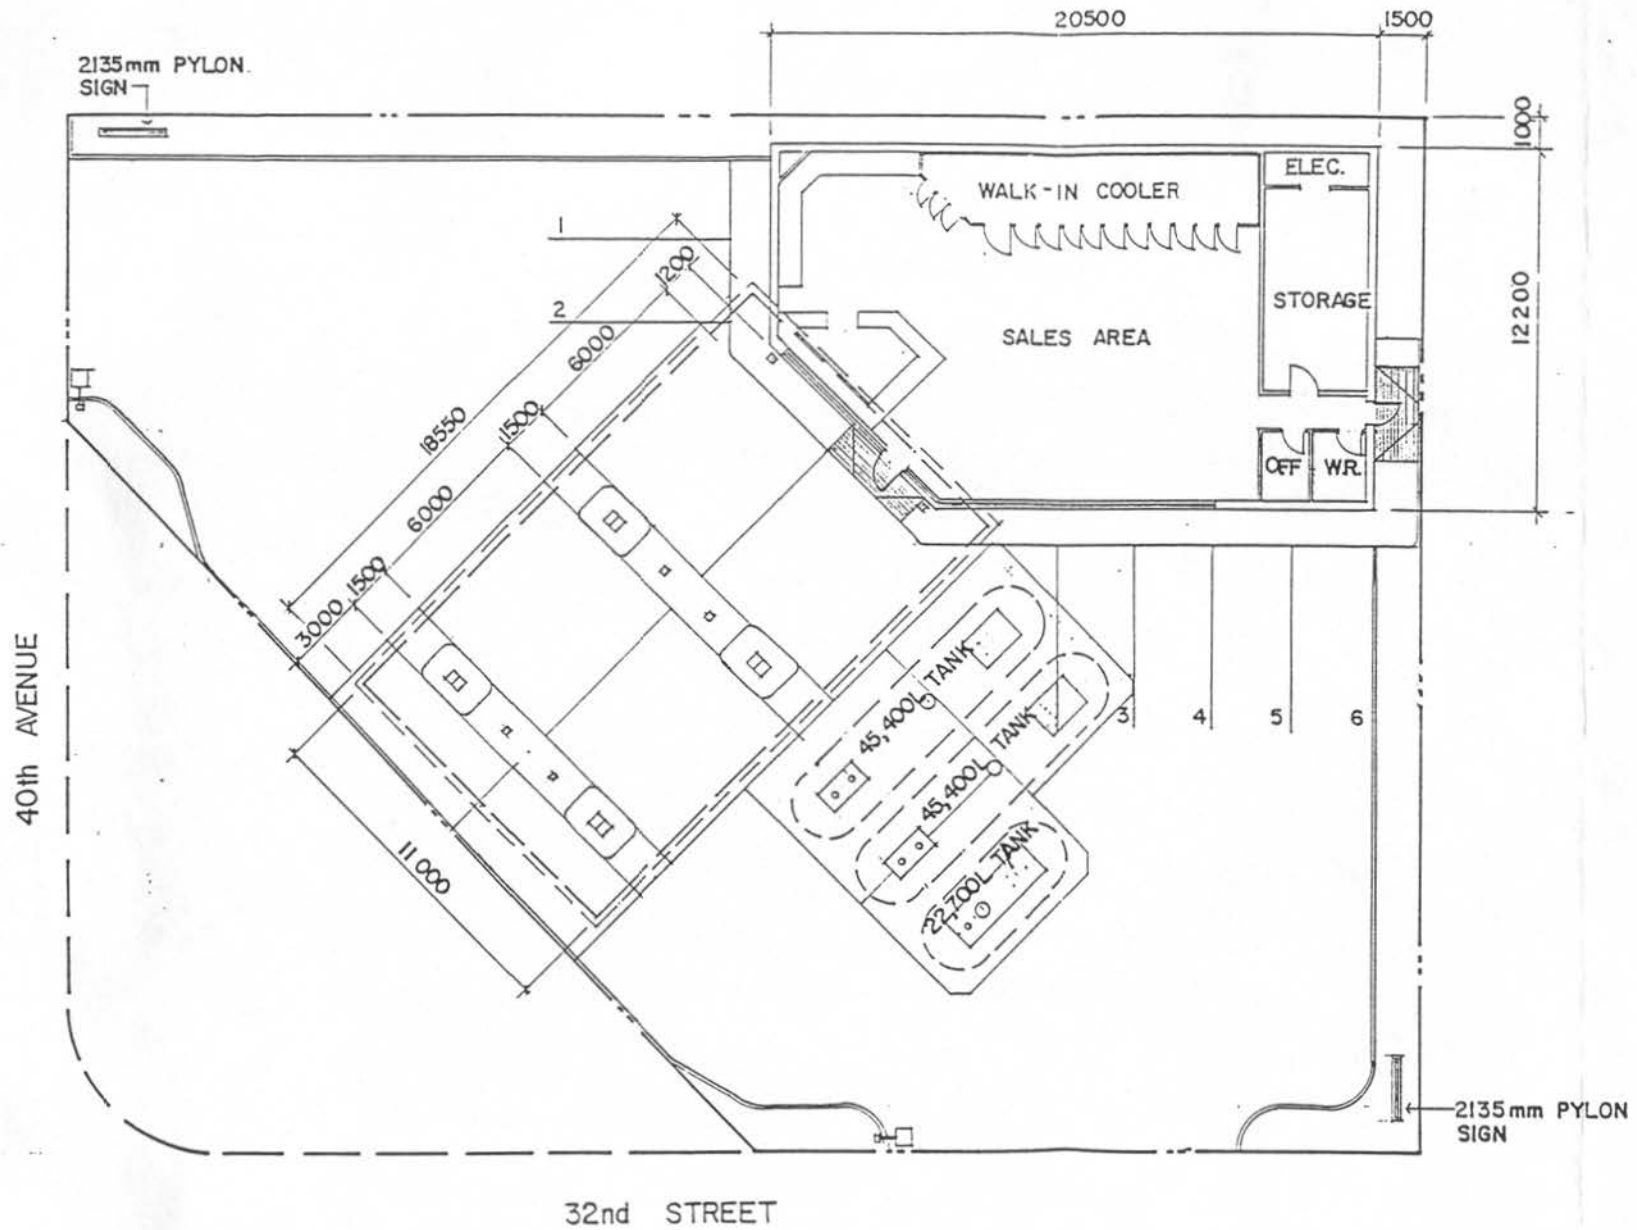 20500
1500
2135mm PYLON
SIGN
1000
ELEC.
WALK-IN COOLER
1
1200
STORAGE
12200
2
6000
SALES AREA
18550
1500
OFF
W.R.
6000
1500
3000
40th AVENUE
45,400L TANK
45,400L TANK
22,700L TANK
3
4
5
6
11 000
2135mm PYLON
SIGN
32nd STREET